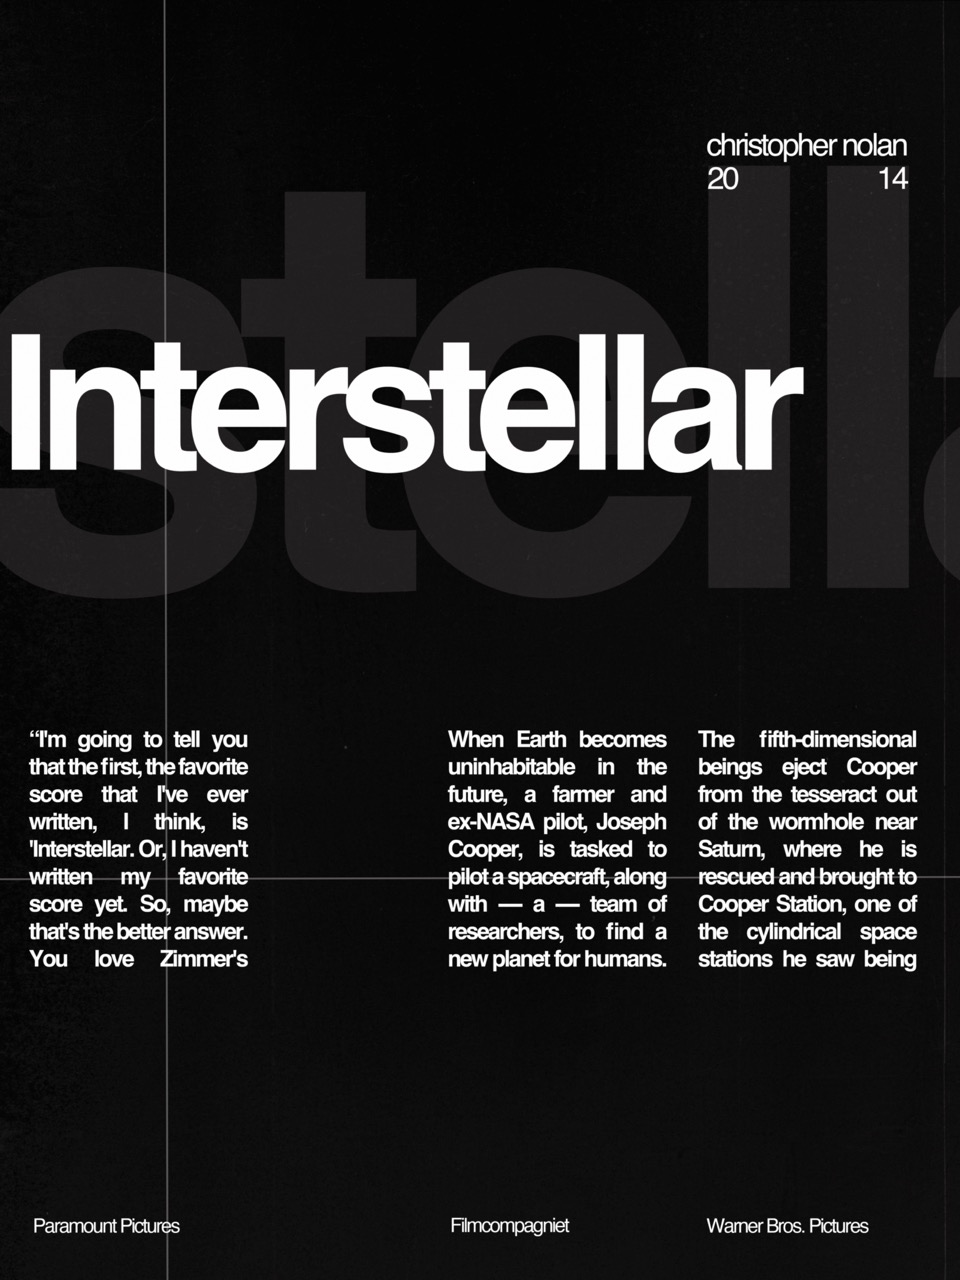 christopher nolan
20 14
stella
Interstellar
“I'm going to tell you
that the first, the favorite
score that I've ever
written, I think, is
'Interstellar. Or, I haven't
written my favorite
score yet. So, maybe
that's the better answer.
You love Zimmer's
When Earth becomes
uninhabitable in the
future, a farmer and
ex-NASA pilot, Joseph
Cooper, is tasked to
pilot a spacecraft, along
with — a — team of
researchers, to find a
new planet for humans.
The fifth-dimensional
beings eject Cooper
from the tesseract out
of the wormhole near
Saturn, where he is
rescued and brought to
Cooper Station, one of
the cylindrical space
stations he saw being
Paramount Pictures
Filmcompagniet
Warner Bros. Pictures